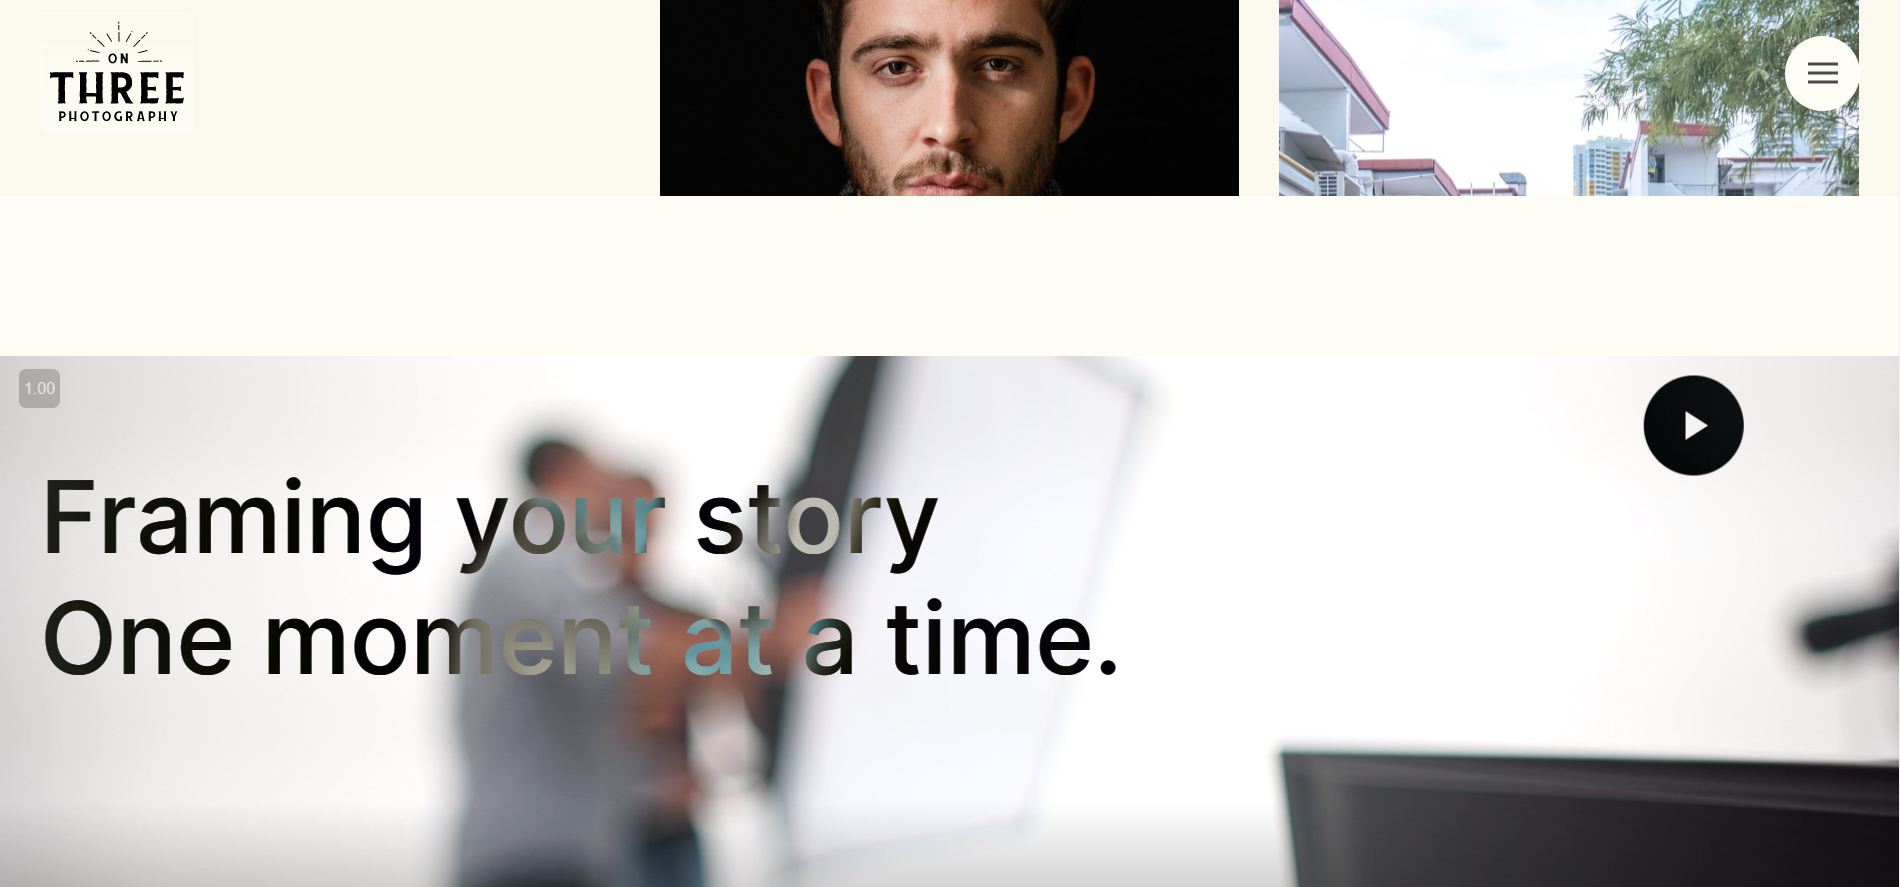 ON
THREE
PHOTOGRAPHY
1.00
Framing your story
One moment at a time.